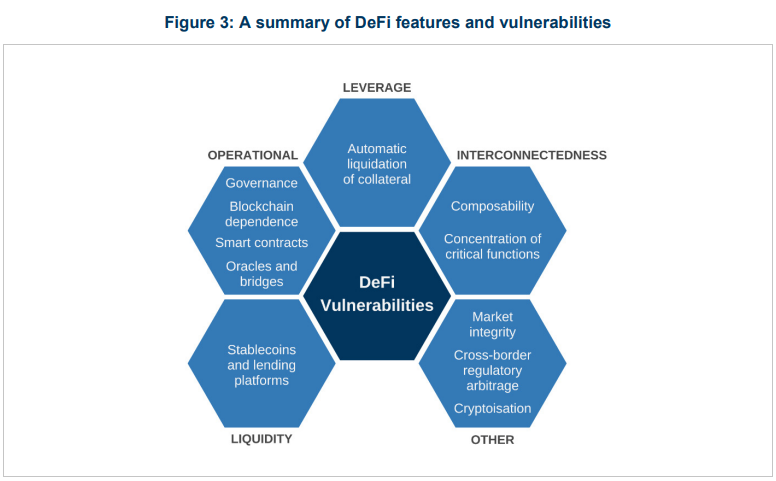 Figure 3: A summary of DeFi features and vulnerabilities
LEVERAGE
Automatic
liquidation
of collateral
OPERATIONAL
Governance
Blockchain
dependence
Smart contracts
Oracles and
bridges
INTERCONNECTEDNESS
Composability
Concentration of
critical functions
DeFi
Vulnerabilities
Stablecoins
and lending
platforms
LIQUIDITY
Market
integrity
Cross-border
regulatory
arbitrage
Cryptoisation
OTHER